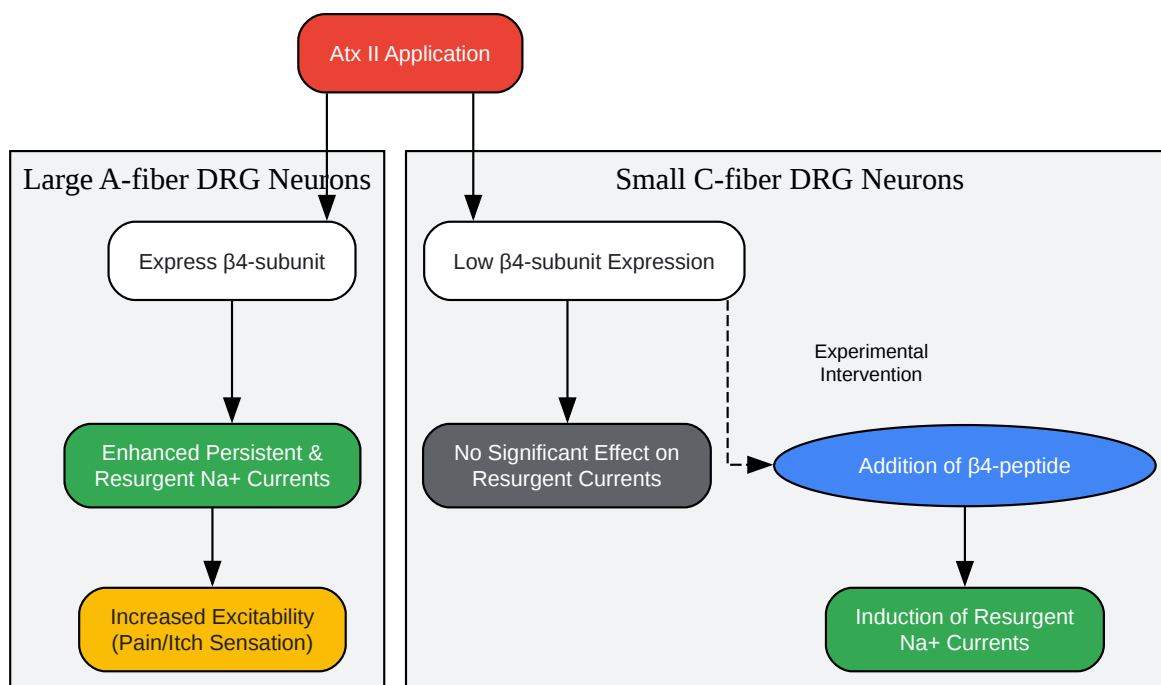 Atx II Application
Large A-fiber DRG Neurons
Small C-fiber DRG Neurons
Express β4-subunit
Low β4-subunit Expression
Experimental
Intervention
Enhanced Persistent &
Resurgent Na+ Currents
No Significant Effect on
Resurgent Currents
Addition of β4-peptide
Increased Excitability
(Pain/Itch Sensation)
Induction of Resurgent
Na+ Currents